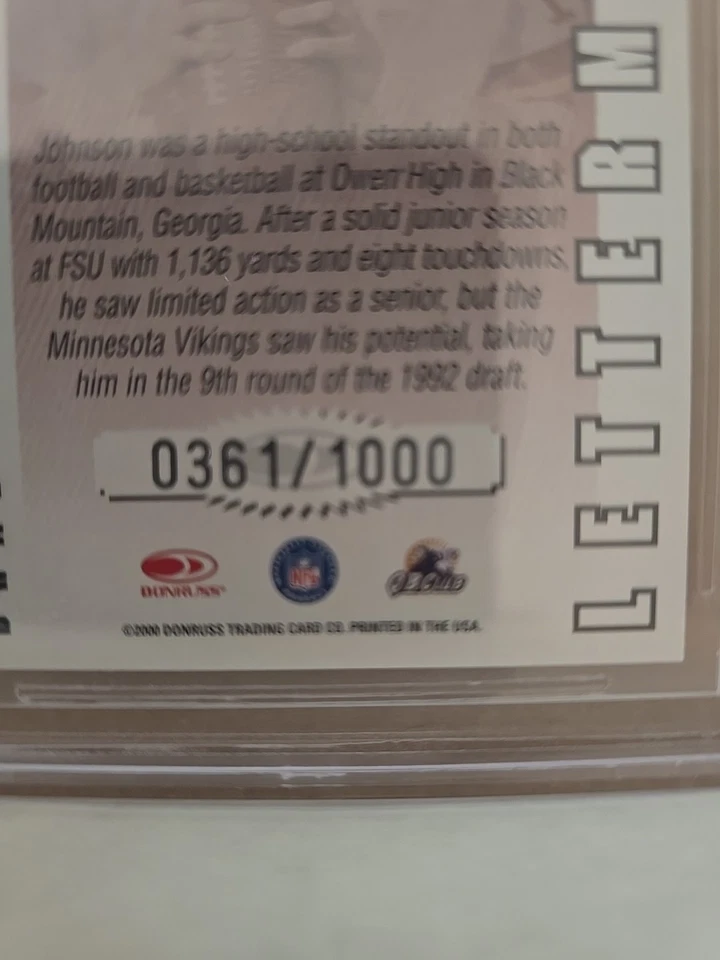 Johnson was a high-school standout in both
football and basketball at Owen High in Black
Mountain, Georgia. After a solid junior season
at FSU with 1,136 yards and eight touchdowns,
he saw limited action as a senior, but the
Minnesota Vikings saw his potential, taking
him in the 9th round of the 1992 draft.
0361/1000
DONRUSS
NFL
QB Club
©2000 DONRUSS TRADING CARD CO. PRINTED IN THE USA.
LETTERM